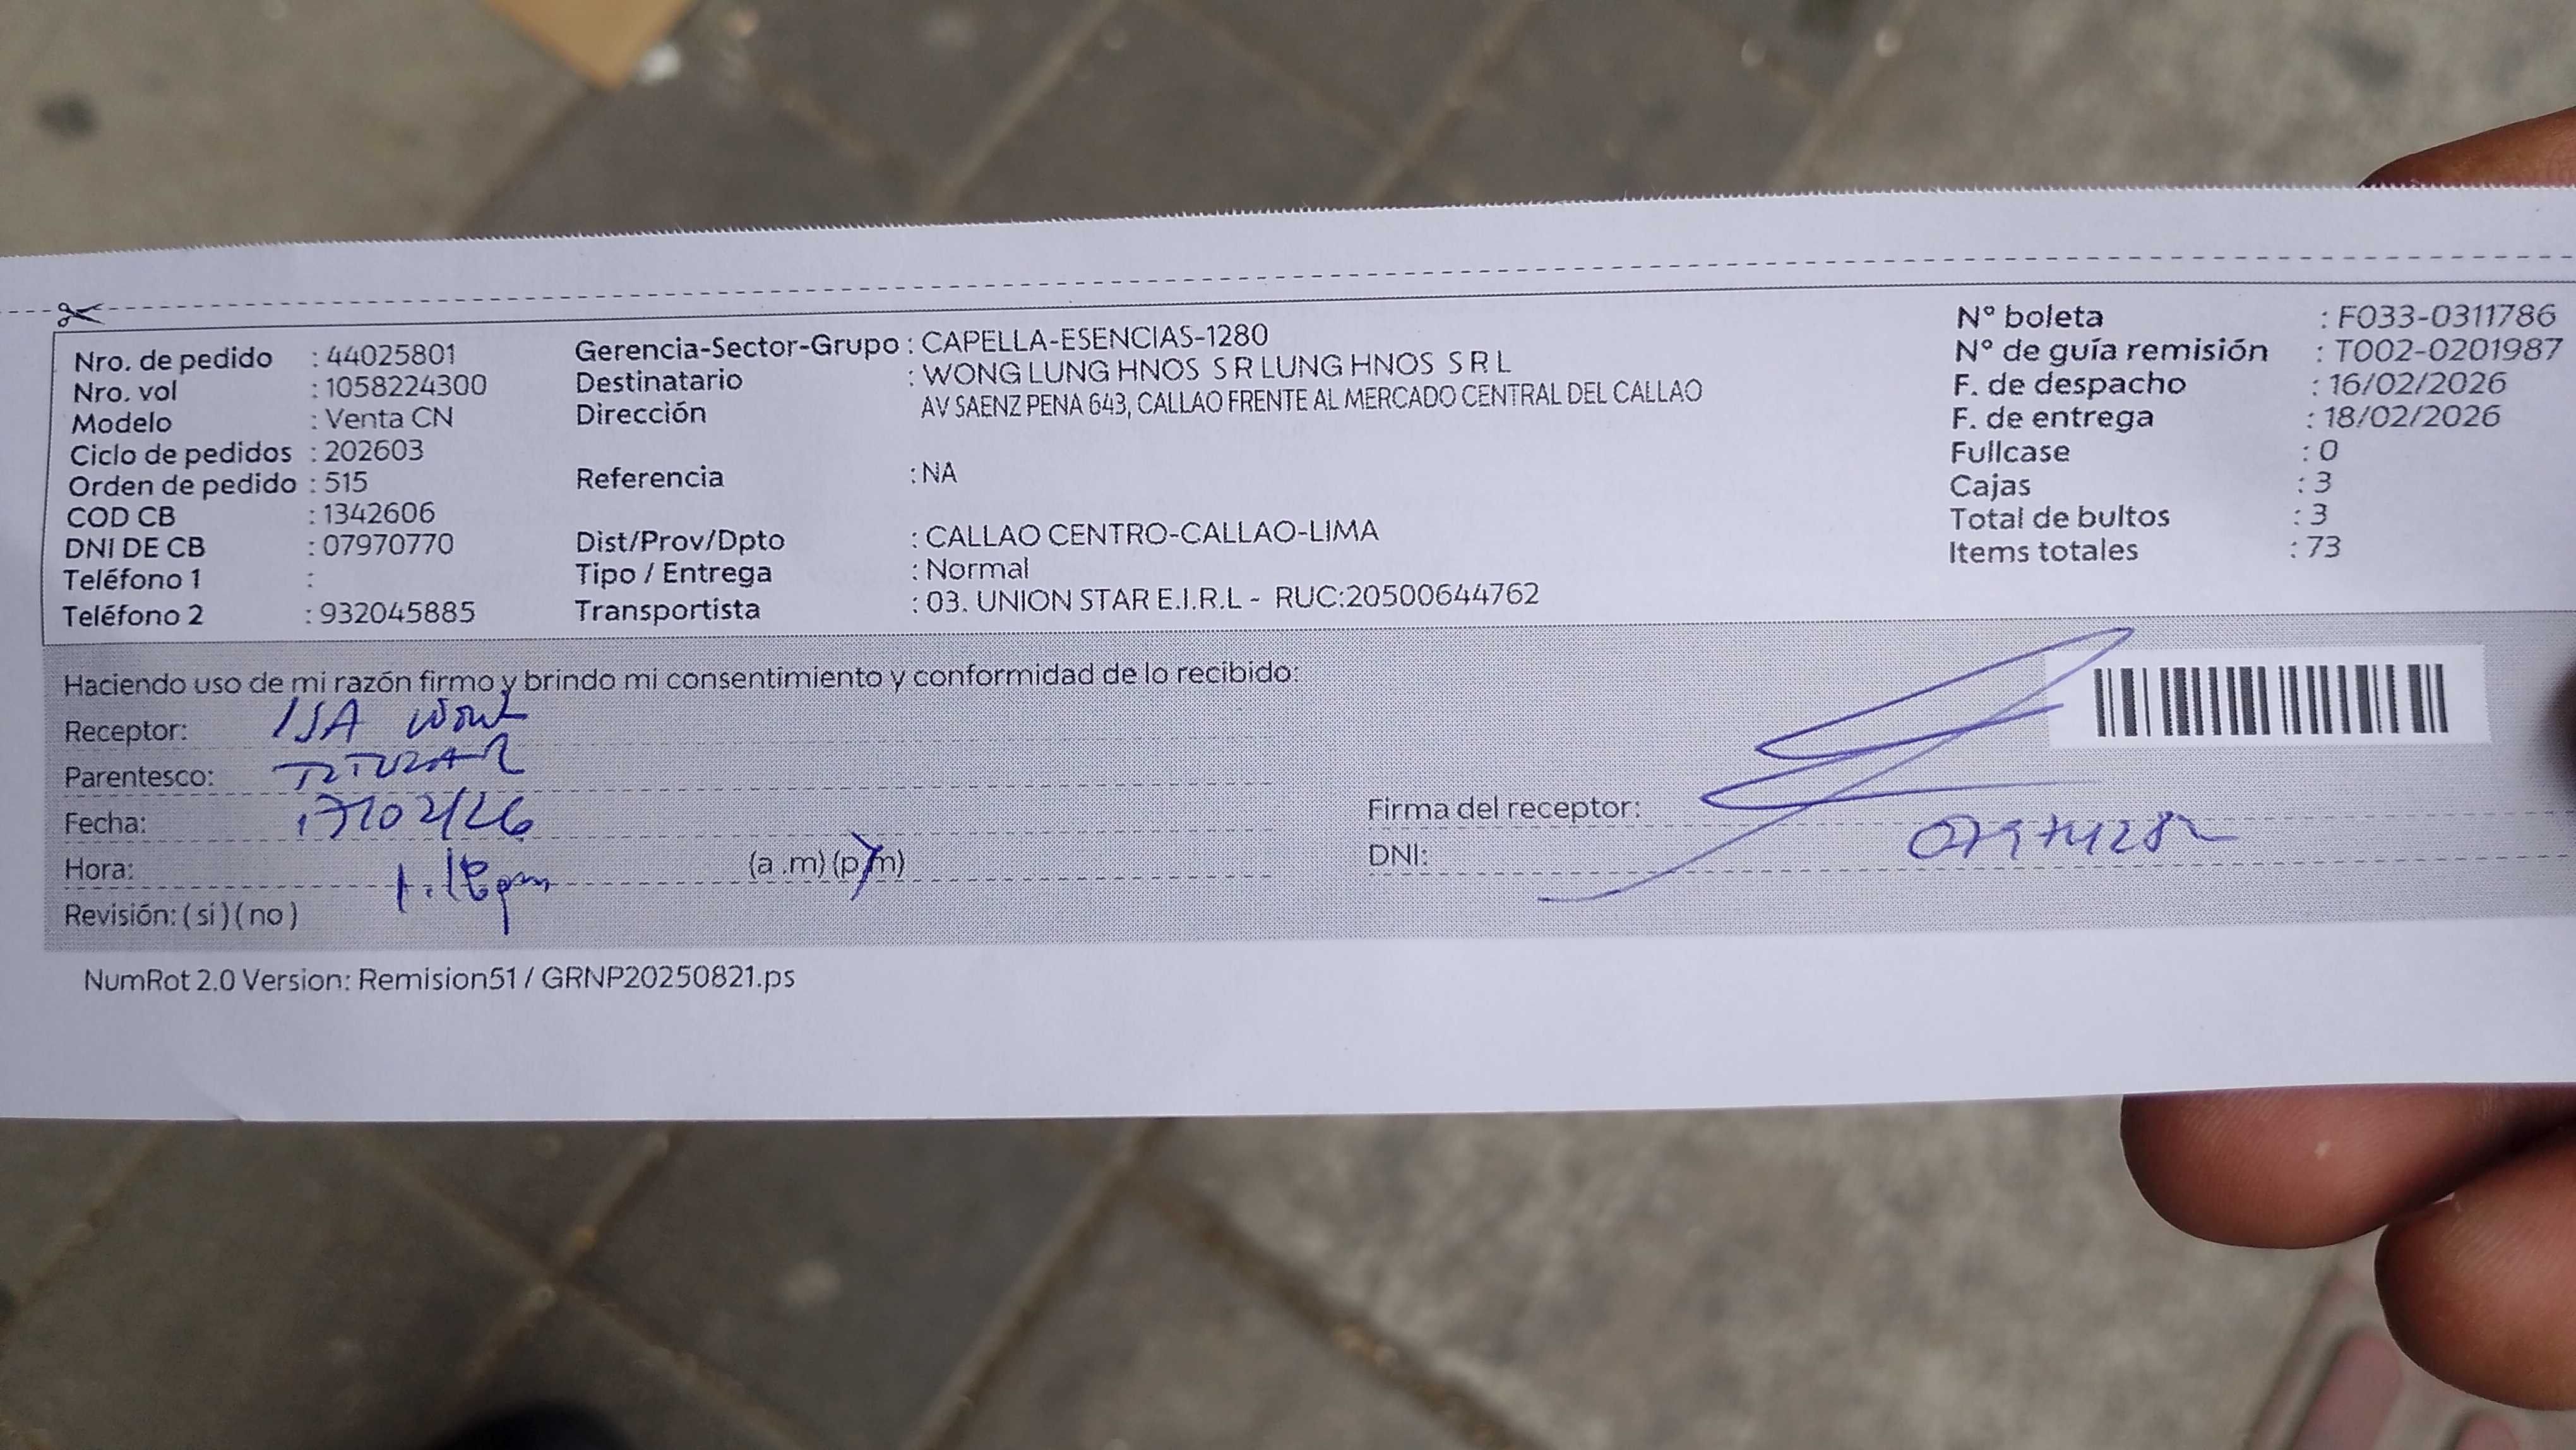 Nro. de pedido : 44025801
Nro. vol : 1058224300
Modelo : Venta CN
Ciclo de pedidos : 202603
Orden de pedido : 515
COD CB : 1342606
DNI DE CB : 07970770
Teléfono 1 :
Teléfono 2 : 932045885
Gerencia-Sector-Grupo : CAPELLA-ESENCIAS-1280
Destinatario : WONG LUNG HNOS S R LUNG HNOS S R L
Dirección AV SAENZ PENA 643, CALLAO FRENTE AL MERCADO CENTRAL DEL CALLAO
Referencia : NA
Dist/Prov/Dpto : CALLAO CENTRO-CALLAO-LIMA
Tipo / Entrega : Normal
Transportista : 03. UNION STAR E.I.R.L - RUC:20500644762
N° boleta : F033-0311786
N° de guía remisión : T002-0201987
F. de despacho : 16/02/2026
F. de entrega : 18/02/2026
Fullcase : 0
Cajas : 3
Total de bultos : 3
Items totales : 73
Haciendo uso de mi razón firmo y brindo mi consentimiento y conformidad de lo recibido:
Receptor: ISA
Parentesco:
Fecha: 17/02/26
Hora: (a .m) (p.m)
Revisión: ( si ) ( no )
Firma del receptor:
DNI:
NumRot 2.0 Version: Remision51 / GRNP20250821.ps